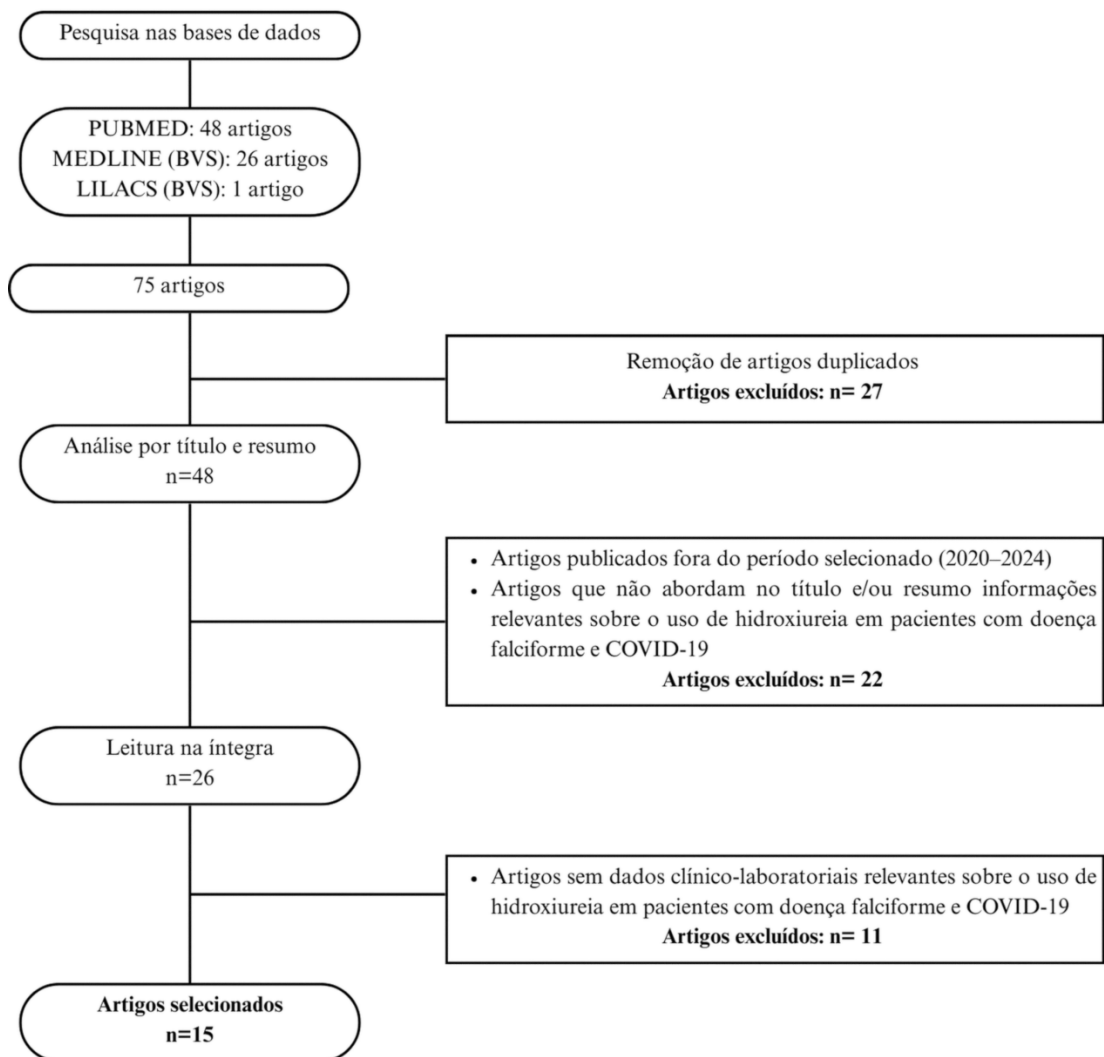 Pesquisa nas bases de dados
PUBMED: 48 artigos
MEDLINE (BVS): 26 artigos
LILACS (BVS): 1 artigo
75 artigos
Remoção de artigos duplicados
Artigos excluídos: n= 27
Análise por título e resumo
n=48
• Artigos publicados fora do período selecionado (2020–2024)
• Artigos que não abordam no título e/ou resumo informações
relevantes sobre o uso de hidroxiureia em pacientes com doença
falciforme e COVID-19
Artigos excluídos: n= 22
Leitura na íntegra
n=26
• Artigos sem dados clínico-laboratoriais relevantes sobre o uso de
hidroxiureia em pacientes com doença falciforme e COVID-19
Artigos excluídos: n= 11
Artigos selecionados
n=15